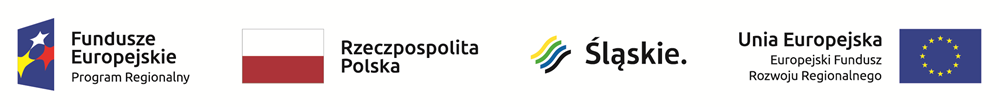 Fundusze
Europejskie
Program Regionalny
Rzeczpospolita
Polska
Śląskie.
Unia Europejska
Europejski Fundusz
Rozwoju Regionalnego